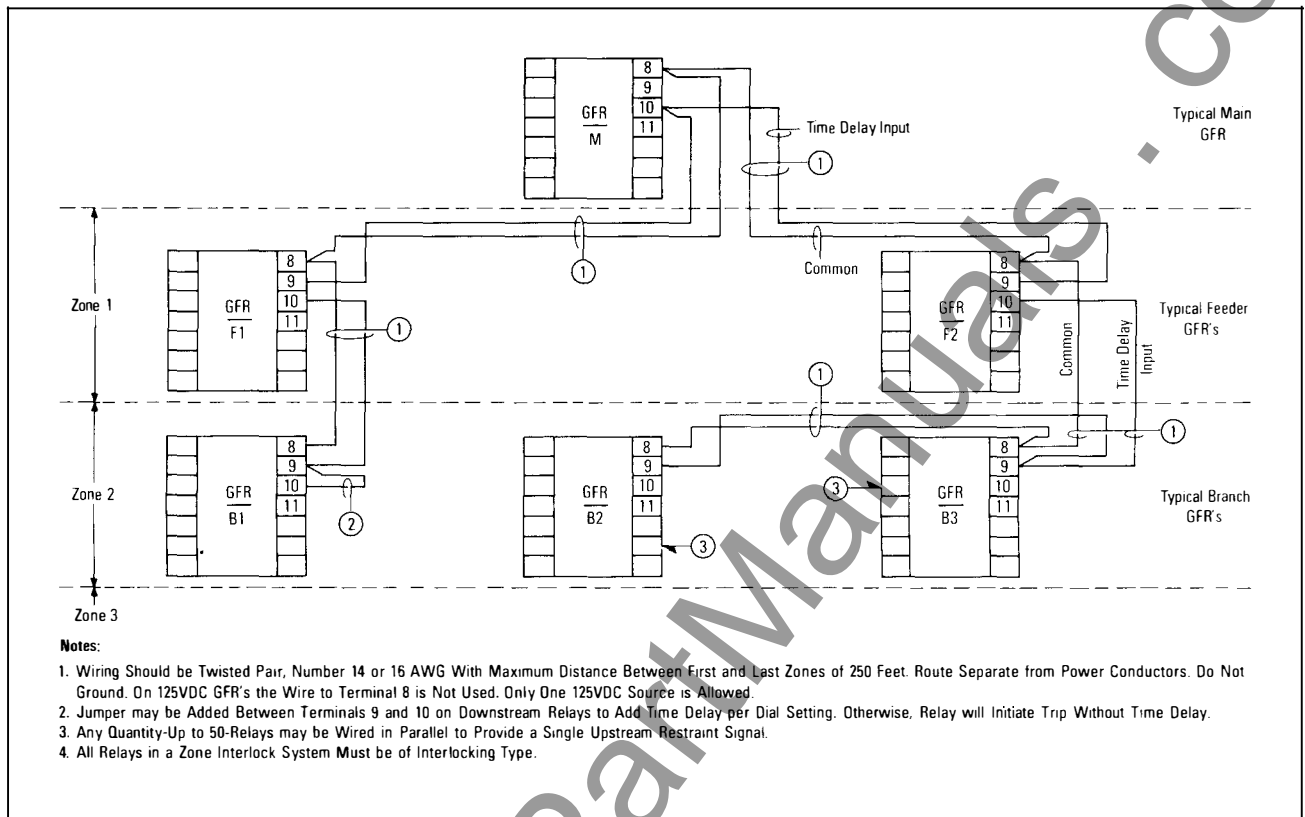 8
9
10
11
GFR
M
Time Delay Input
1
Typical Main
GFR
Zone 1
8
9
10
11
GFR
F1
1
1
Common
8
9
10
11
GFR
F2
Common
Time Delay
Input
Typical Feeder
GFR's
1
1
Zone 2
8
9
10
11
GFR
B1
2
8
9
10
11
GFR
B2
3
3
8
9
10
11
GFR
B3
Typical Branch
GFR's
Zone 3
Notes:
1. Wiring Should be Twisted Pair, Number 14 or 16 AWG With Maximum Distance Between First and Last Zones of 250 Feet. Route Separate from Power Conductors. Do Not
Ground. On 125VDC GFR's the Wire to Terminal 8 is Not Used. Only One 125VDC Source is Allowed.
2. Jumper may be Added Between Terminals 9 and 10 on Downstream Relays to Add Time Delay per Dial Setting. Otherwise, Relay will Initiate Trip Without Time Delay.
3. Any Quantity-Up to 50-Relays may be Wired in Parallel to Provide a Single Upstream Restraint Signal.
4. All Relays in a Zone Interlock System Must be of Interlocking Type.
PartManuals . co